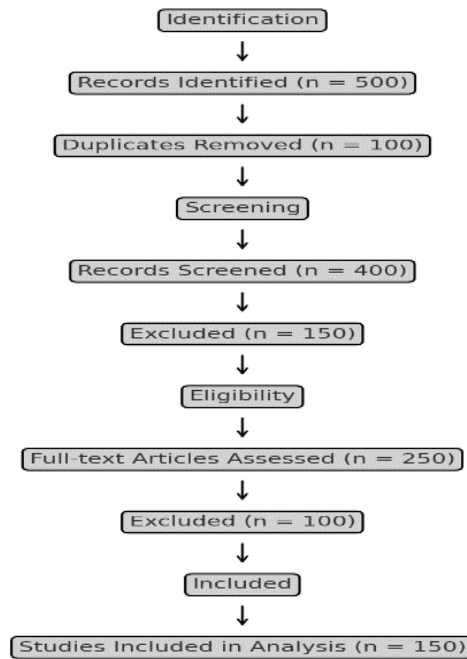 Identification
↓
Records Identified (n = 500)
↓
Duplicates Removed (n = 100)
↓
Screening
↓
Records Screened (n = 400)
↓
Excluded (n = 150)
↓
Eligibility
↓
Full-text Articles Assessed (n = 250)
↓
Excluded (n = 100)
↓
Included
↓
Studies Included in Analysis (n = 150)